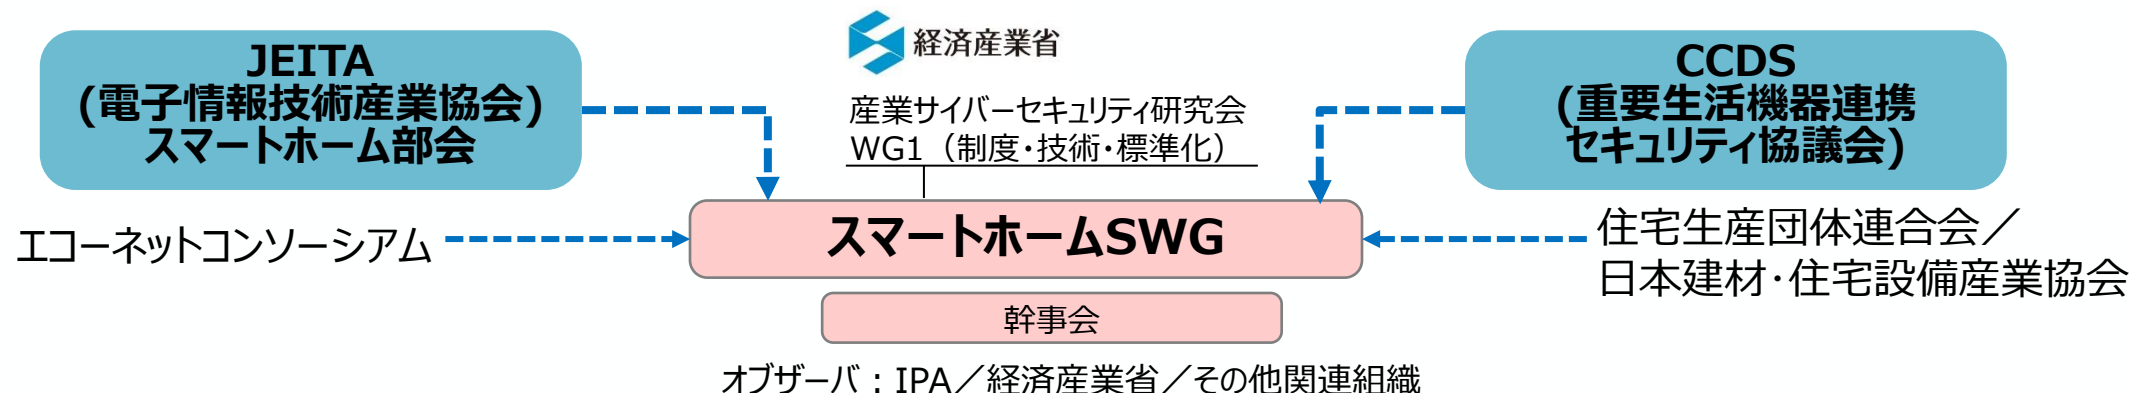 JEITA
(電子情報技術産業協会)
スマートホーム部会
経済産業省
産業サイバーセキュリティ研究会
WG1（制度・技術・標準化）
CCDS
(重要生活機器連携
セキュリティ協議会)
エコーネットコンソーシアム
スマートホームSWG
住宅生産団体連合会／
日本建材・住宅設備産業協会
幹事会
オブザーバ：IPA／経済産業省／その他関連組織